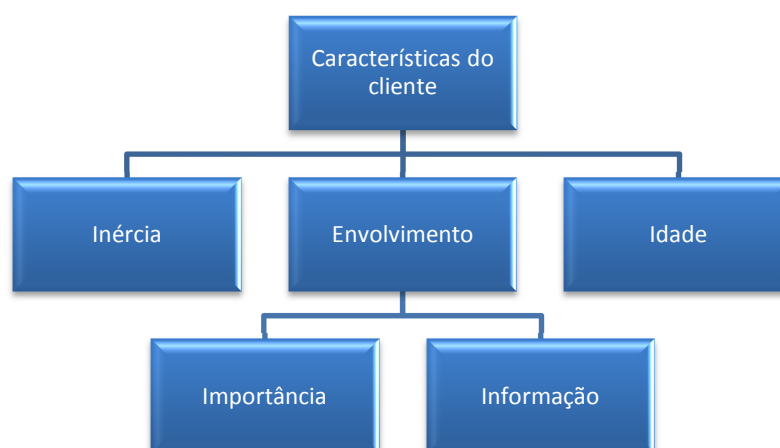 Características do
cliente
Inércia
Envolvimento
Idade
Importância
Informação